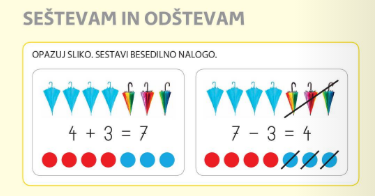 SEŠTEVAM IN ODŠTEVAM
OPAZUJ SLIKO. SESTAVI BESEDILNO NALOGO.
4 + 3 = 7
7 – 3 = 4